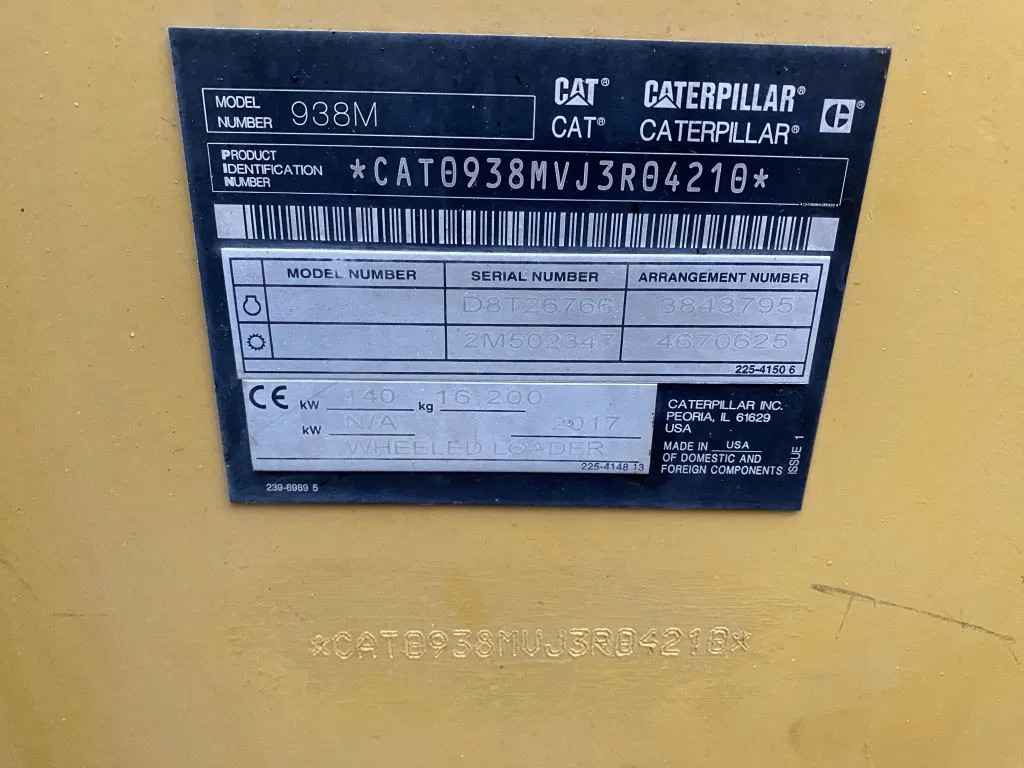 MODEL NUMBER 938M
CAT® CATERPILLAR®
CAT® CATERPILLAR®
PRODUCT IDENTIFICATION NUMBER *CAT0938MVJ3R04210*
MODEL NUMBER SERIAL NUMBER ARRANGEMENT NUMBER
D8T26766 3843795
2M502347 4670625
225-4150 6
CE kW 140 kg 16 200
kW N/A 2017
WHEELED LOADER
225-4148 13
CATERPILLAR INC.
PEORIA, IL 61629
USA
MADE IN USA
OF DOMESTIC AND
FOREIGN COMPONENTS
ISSUE 1
239-6989 5
*CAT0938MVJ3R04210*